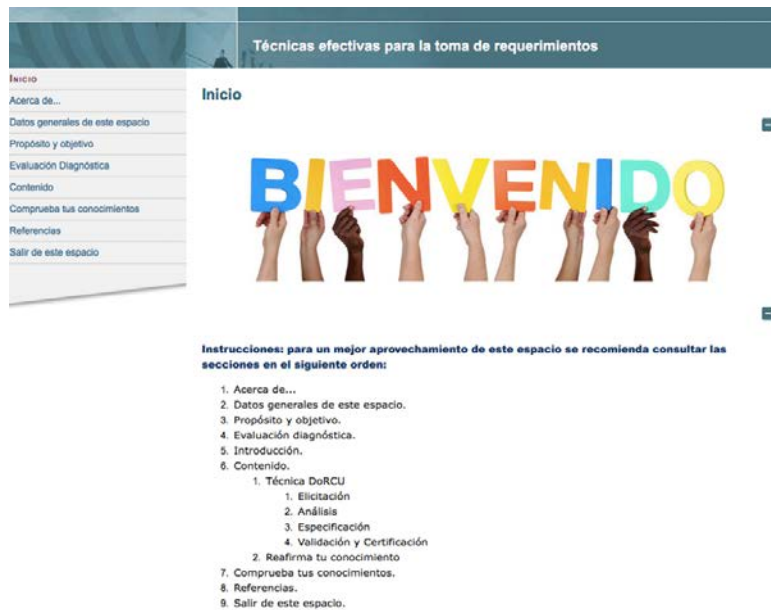 Técnicas efectivas para la toma de requerimientos
INICIO
Acerca de...
Datos generales de este espacio
Propósito y objetivo
Evaluación Diagnóstica
Contenido
Comprueba tus conocimientos
Referencias
Salir de este espacio
Inicio
BIENVENIDO
Instrucciones: para un mejor aprovechamiento de este espacio se recomienda consultar las
secciones en el siguiente orden:
1. Acerca de...
2. Datos generales de este espacio.
3. Propósito y objetivo.
4. Evaluación diagnóstica.
5. Introducción.
6. Contenido.
1. Técnica DoRCU
1. Elicitación
2. Análisis
3. Especificación
4. Validación y Certificación
2. Reafirma tu conocimiento
7. Comprueba tus conocimientos.
8. Referencias.
9. Salir de este espacio.